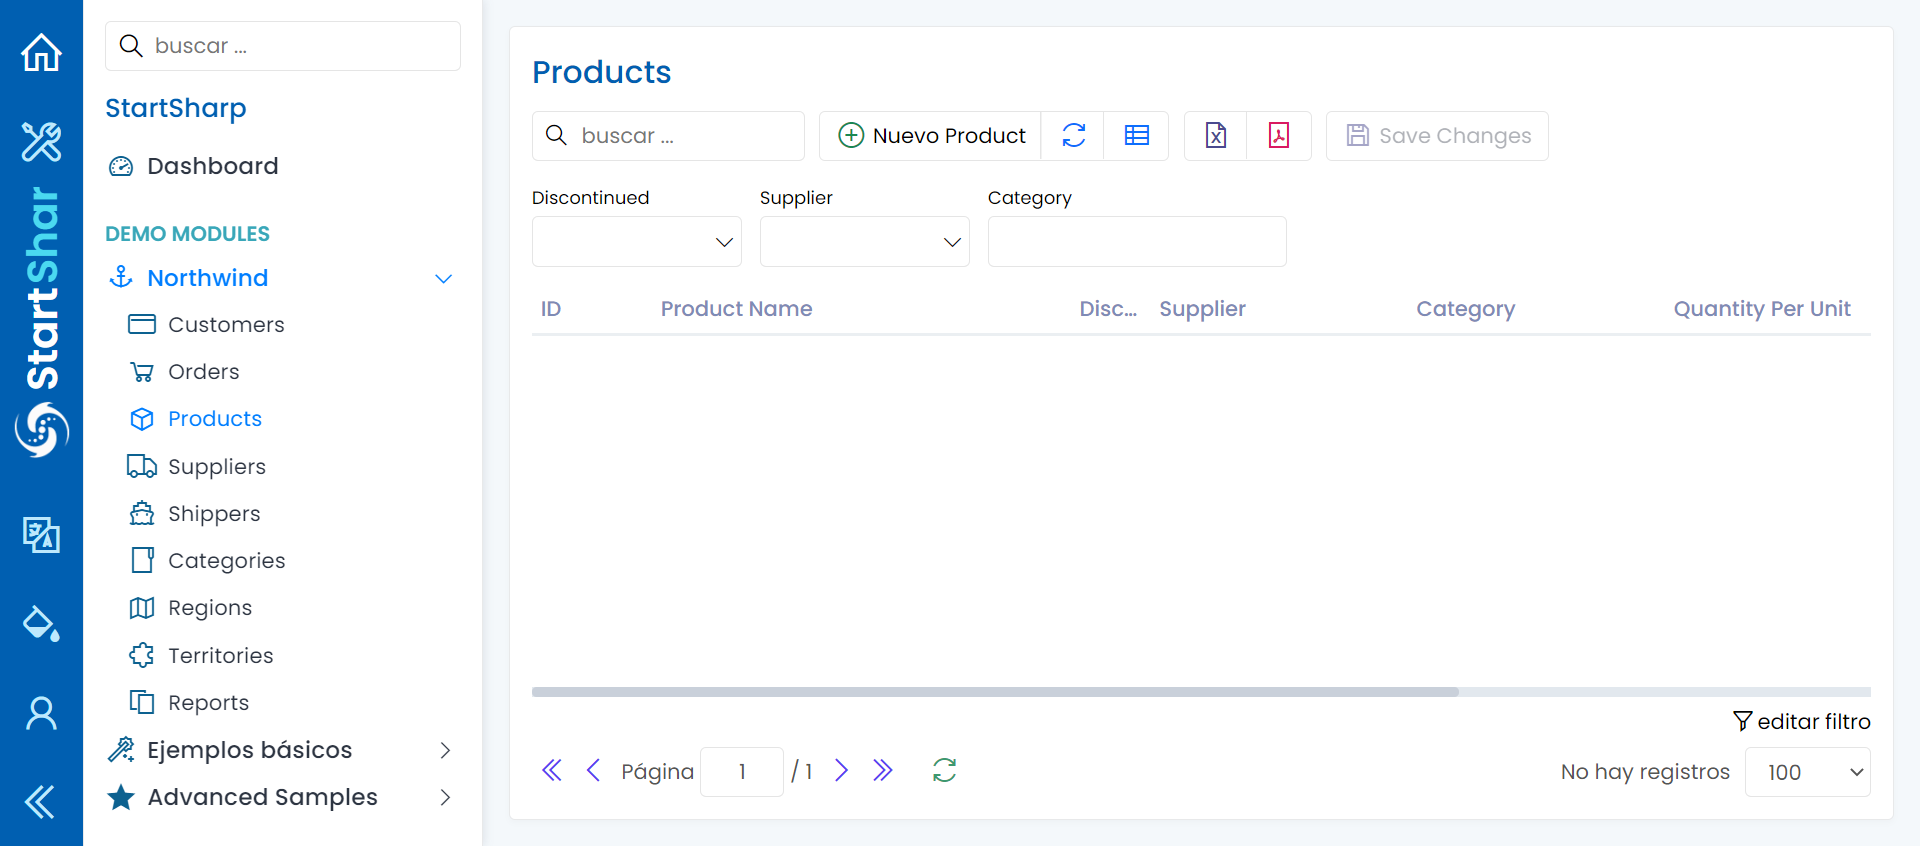 StartShar
buscar ...
StartSharp
Dashboard
DEMO MODULES
Northwind
Customers
Orders
Products
Suppliers
Shippers
Categories
Regions
Territories
Reports
Ejemplos básicos
Advanced Samples
Products
buscar ...
Nuevo Product
Save Changes
Discontinued
Supplier
Category
ID
Product Name
Disc...
Supplier
Category
Quantity Per Unit
editar filtro
Página 1 / 1
No hay registros
100